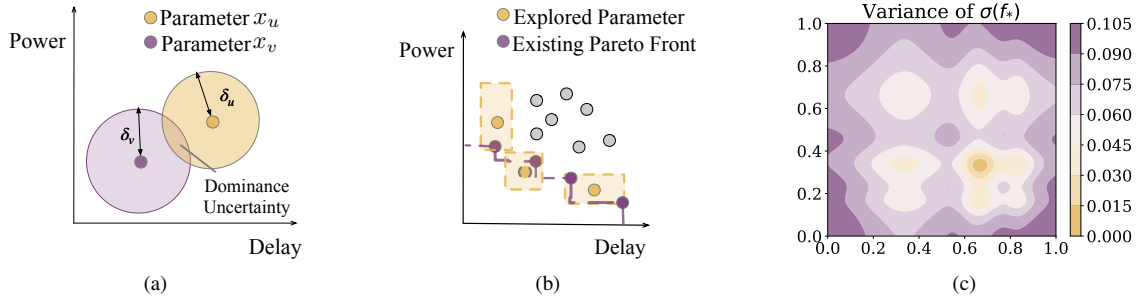 Power
Parameter x_u
Parameter x_v
δ_u
δ_v
Dominance
Uncertainty
Delay
(a)
Power
Explored Parameter
Existing Pareto Front
Delay
(b)
Variance of σ(f_*)
1.0
0.8
0.6
0.4
0.2
0.0
0.0
0.2
0.4
0.6
0.8
1.0
0.105
0.090
0.075
0.060
0.045
0.030
0.015
0.000
(c)